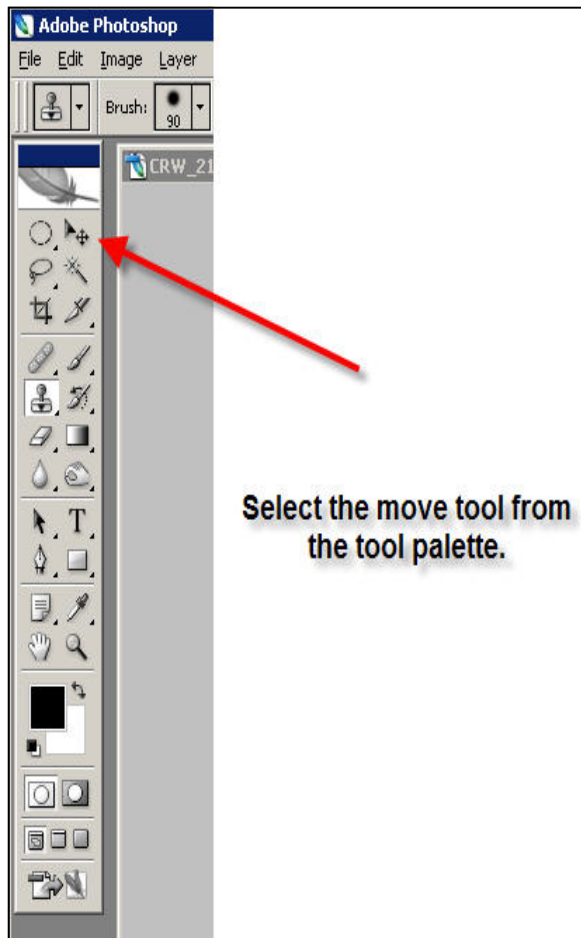 Adobe Photoshop
File Edit Image Layer
Brush: 90
CRW_21
T
Select the move tool from
the tool palette.